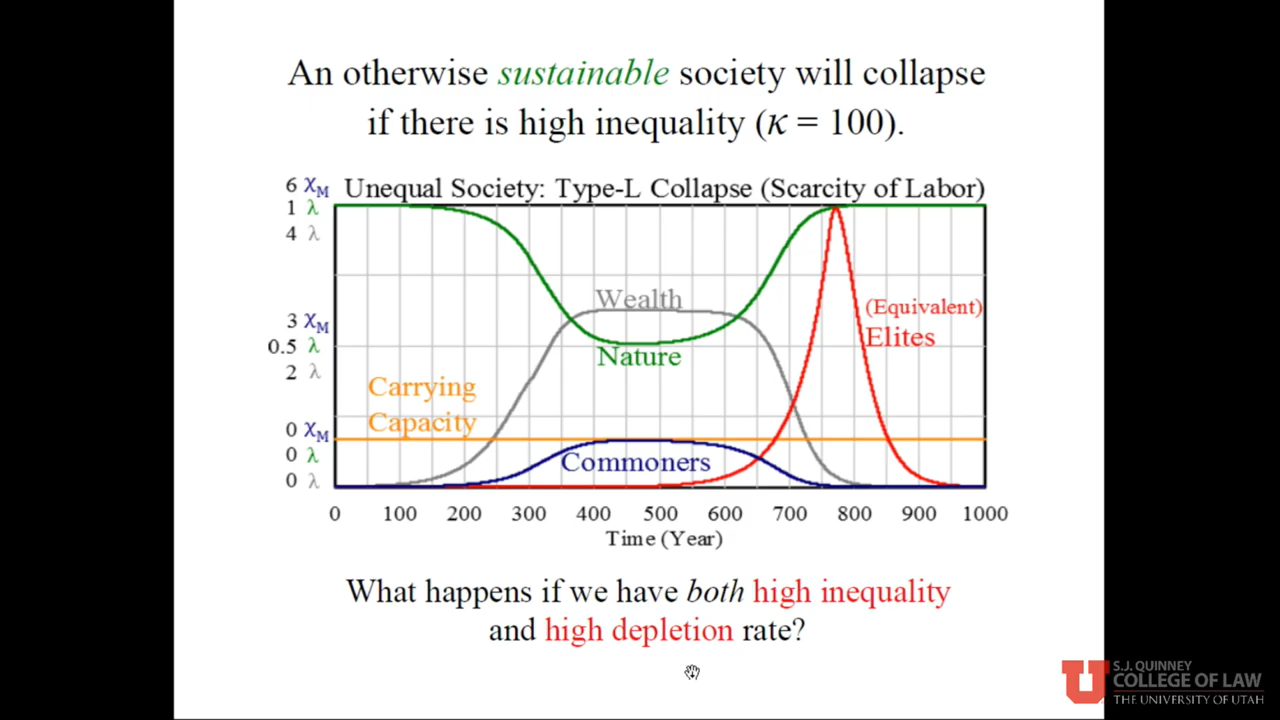 An otherwise sustainable society will collapse
if there is high inequality (κ = 100).
6 χM
Unequal Society: Type-L Collapse (Scarcity of Labor)
1 λ
4 λ
Wealth
(Equivalent)
3 χM
Elites
0.5 λ
Nature
2 λ
Carrying
Capacity
0 χM
0 λ
Commoners
0 λ
0 100 200 300 400 500 600 700 800 900 1000
Time (Year)
What happens if we have both high inequality
and high depletion rate?
U
S.J. QUINNEY
COLLEGE OF LAW
THE UNIVERSITY OF UTAH